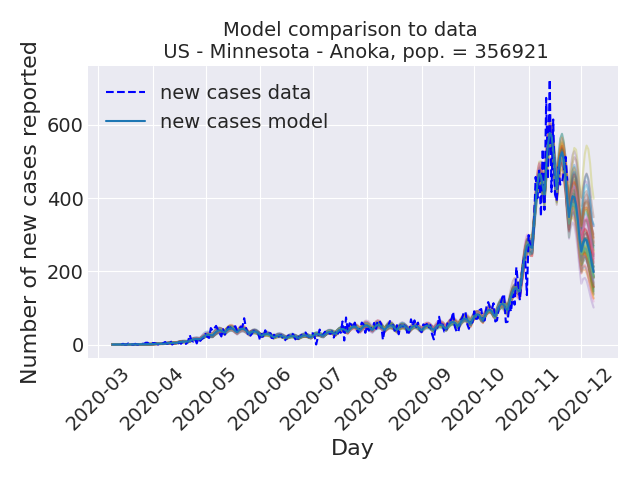 Model comparison to data
US - Minnesota - Anoka, pop. = 356921
new cases data
new cases model
Number of new cases reported
600
400
200
0
2020-03
2020-04
2020-05
2020-06
2020-07
2020-08
2020-09
2020-10
2020-11
2020-12
Day